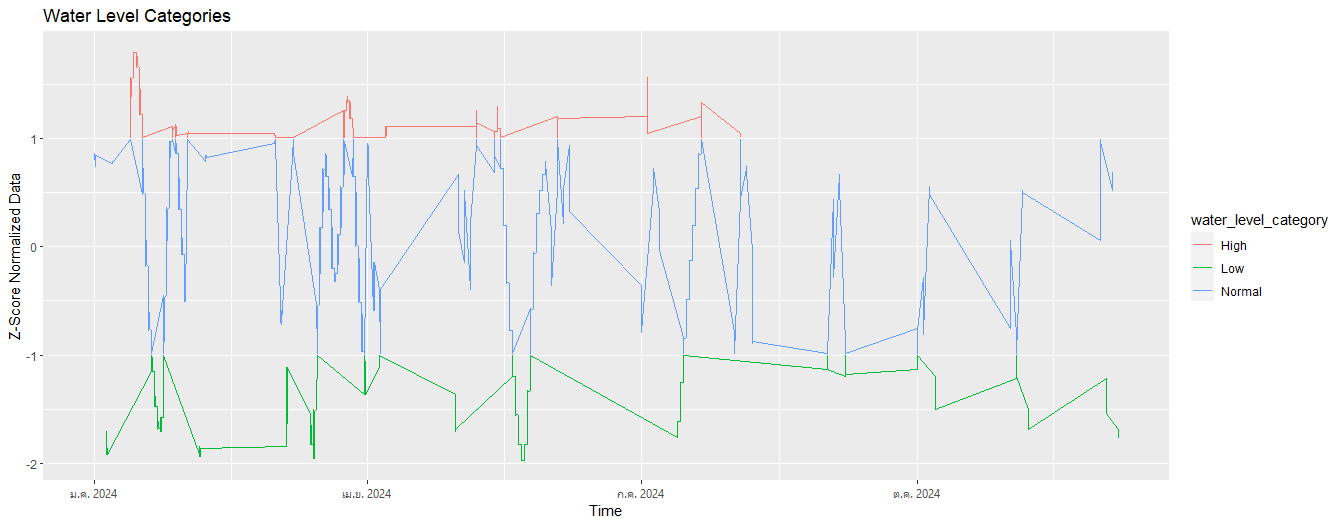 Water Level Categories
Z-Score Normalized Data
1
0
-1
-2
ม.ค. 2024
เม.ย. 2024
ก.ค. 2024
ต.ค. 2024
Time
water_level_category
High
Low
Normal